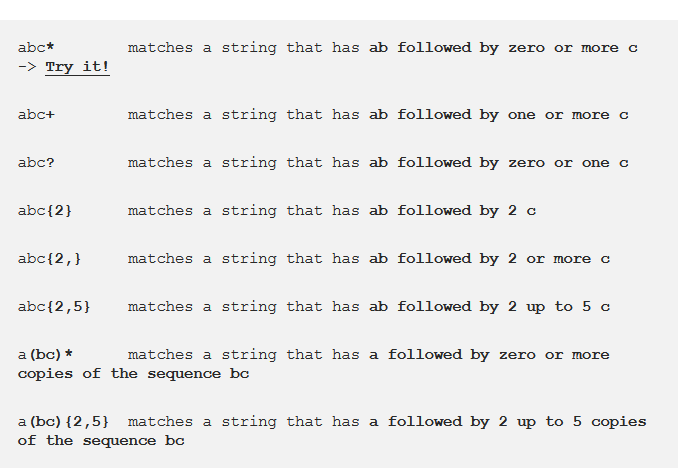 abc* matches a string that has ab followed by zero or more c
-> Try it!
abc+ matches a string that has ab followed by one or more c
abc? matches a string that has ab followed by zero or one c
abc{2} matches a string that has ab followed by 2 c
abc{2,} matches a string that has ab followed by 2 or more c
abc{2,5} matches a string that has ab followed by 2 up to 5 c
a(bc)* matches a string that has a followed by zero or more
copies of the sequence bc
a(bc){2,5} matches a string that has a followed by 2 up to 5 copies
of the sequence bc